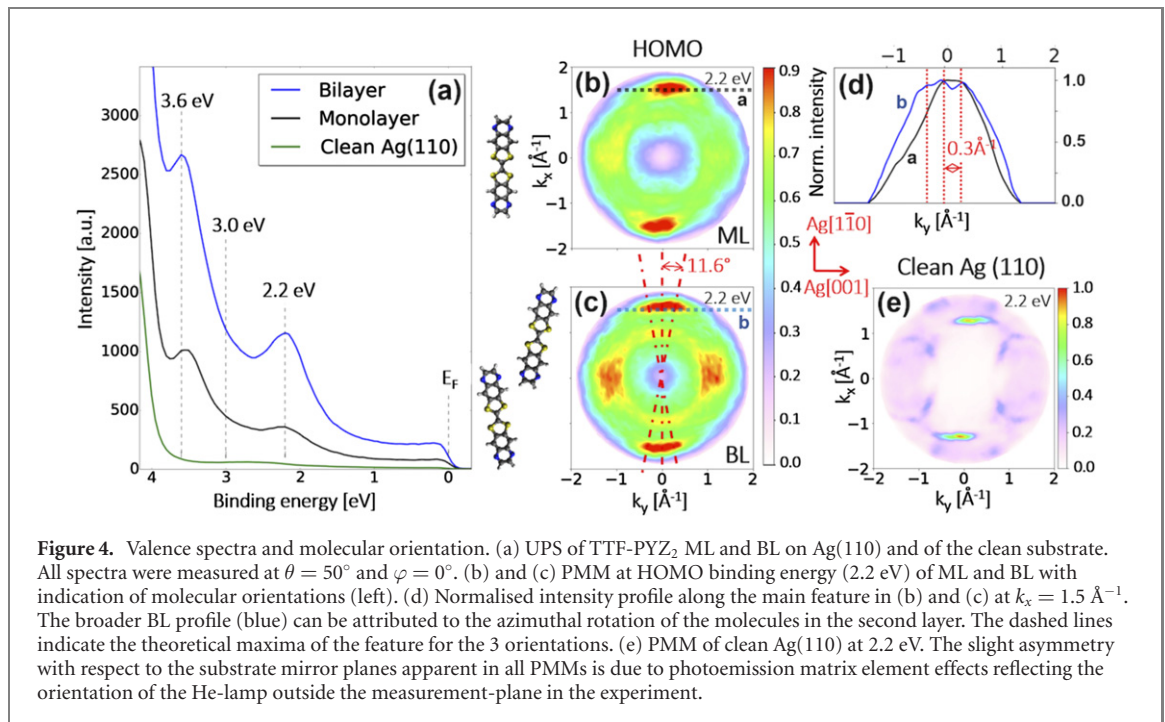 HOMO
(a)
3.6 eV
3.0 eV
2.2 eV
E_F
Bilayer
Monolayer
Clean Ag(110)
Intensity [a.u.]
3000
2500
2000
1500
1000
500
0
4 3 2 1 0
Binding energy [eV]
(b)
2.2 eV
a
ML
k_x [Å⁻¹]
2
1
0
−1
−2
11.6°
(c)
2.2 eV
b
BL
k_x [Å⁻¹]
2
1
0
−1
−2
−2 −1 0 1 2
k_y [Å⁻¹]
0.9
0.8
0.7
0.6
0.5
0.4
0.3
0.2
0.1
0.0
−1 0 1 2
(d)
b
a
0.3Å⁻¹
Norm. intensity
1.0
0.5
0.0
k_y [Å⁻¹]
Ag[11̅0]
Ag[001]
Clean Ag (110)
(e)
2.2 eV
k_x [Å⁻¹]
2
1
0
−1
−2
−2 −1 0 1 2
k_y [Å⁻¹]
1.0
0.8
0.6
0.4
0.2
0.0
Figure 4. Valence spectra and molecular orientation. (a) UPS of TTF-PYZ₂ ML and BL on Ag(110) and of the clean substrate.
All spectra were measured at θ = 50° and φ = 0°. (b) and (c) PMM at HOMO binding energy (2.2 eV) of ML and BL with
indication of molecular orientations (left). (d) Normalised intensity profile along the main feature in (b) and (c) at k_x = 1.5 Å⁻¹.
The broader BL profile (blue) can be attributed to the azimuthal rotation of the molecules in the second layer. The dashed lines
indicate the theoretical maxima of the feature for the 3 orientations. (e) PMM of clean Ag(110) at 2.2 eV. The slight asymmetry
with respect to the substrate mirror planes apparent in all PMMs is due to photoemission matrix element effects reflecting the
orientation of the He-lamp outside the measurement-plane in the experiment.